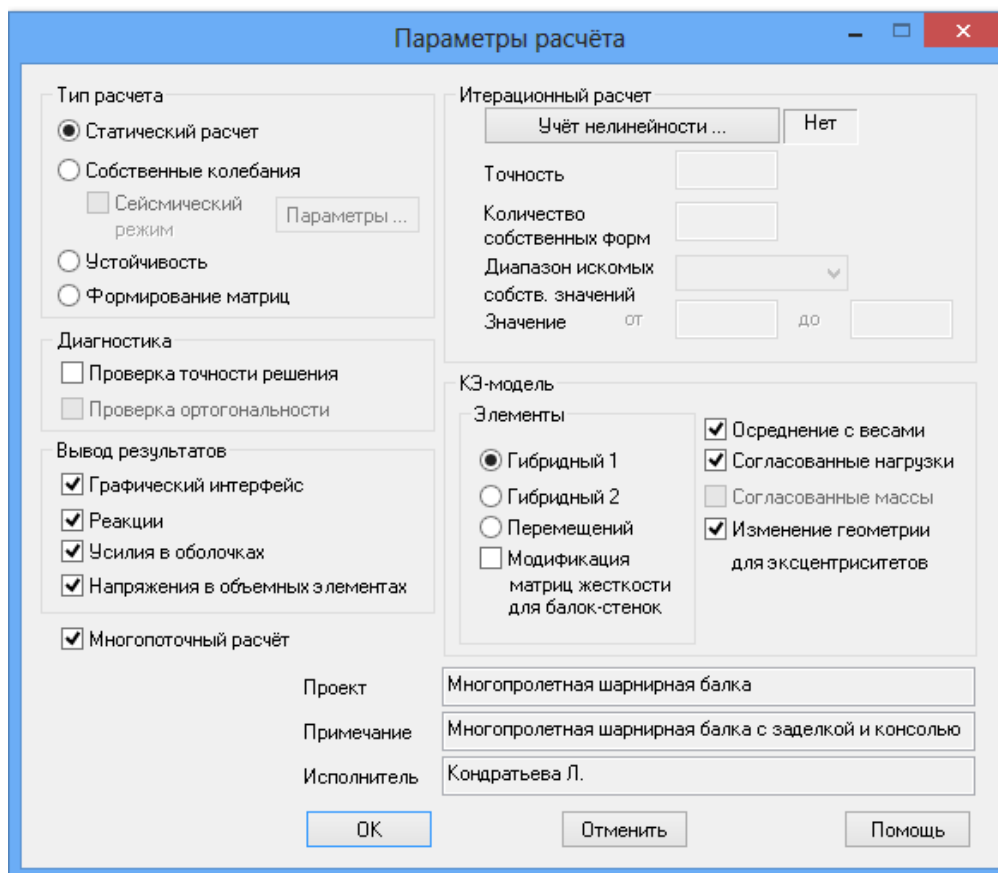 Параметры расчёта
Тип расчета
Статический расчет
Собственные колебания
Сейсмический
режим
Параметры ...
Устойчивость
Формирование матриц
Диагностика
Проверка точности решения
Проверка ортогональности
Вывод результатов
Графический интерфейс
Реакции
Усилия в оболочках
Напряжения в объемных элементах
Многопоточный расчёт
Итерационный расчет
Учёт нелинейности ...
Нет
Точность
Количество
собственных форм
Диапазон искомых
собств. значений
Значение от до
КЭ-модель
Элементы
Гибридный 1
Гибридный 2
Перемещений
Модификация
матриц жесткости
для балок-стенок
Осреднение с весами
Согласованные нагрузки
Согласованные массы
Изменение геометрии
для эксцентриситетов
Проект Многопролетная шарнирная балка
Примечание Многопролетная шарнирная балка с заделкой и консолью
Исполнитель Кондратьева Л.
OK Отменить Помощь